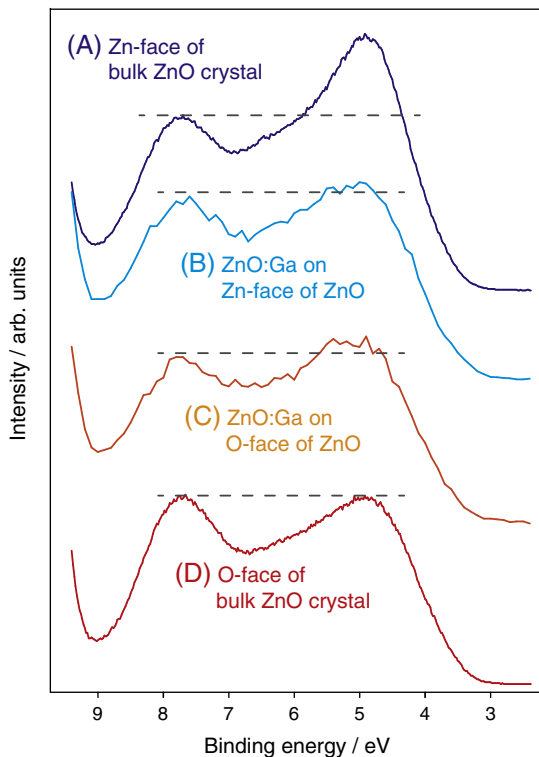 (A) Zn-face of
bulk ZnO crystal
(B) ZnO:Ga on
Zn-face of ZnO
(C) ZnO:Ga on
O-face of ZnO
(D) O-face of
bulk ZnO crystal
Intensity / arb. units
9 8 7 6 5 4 3
Binding energy / eV